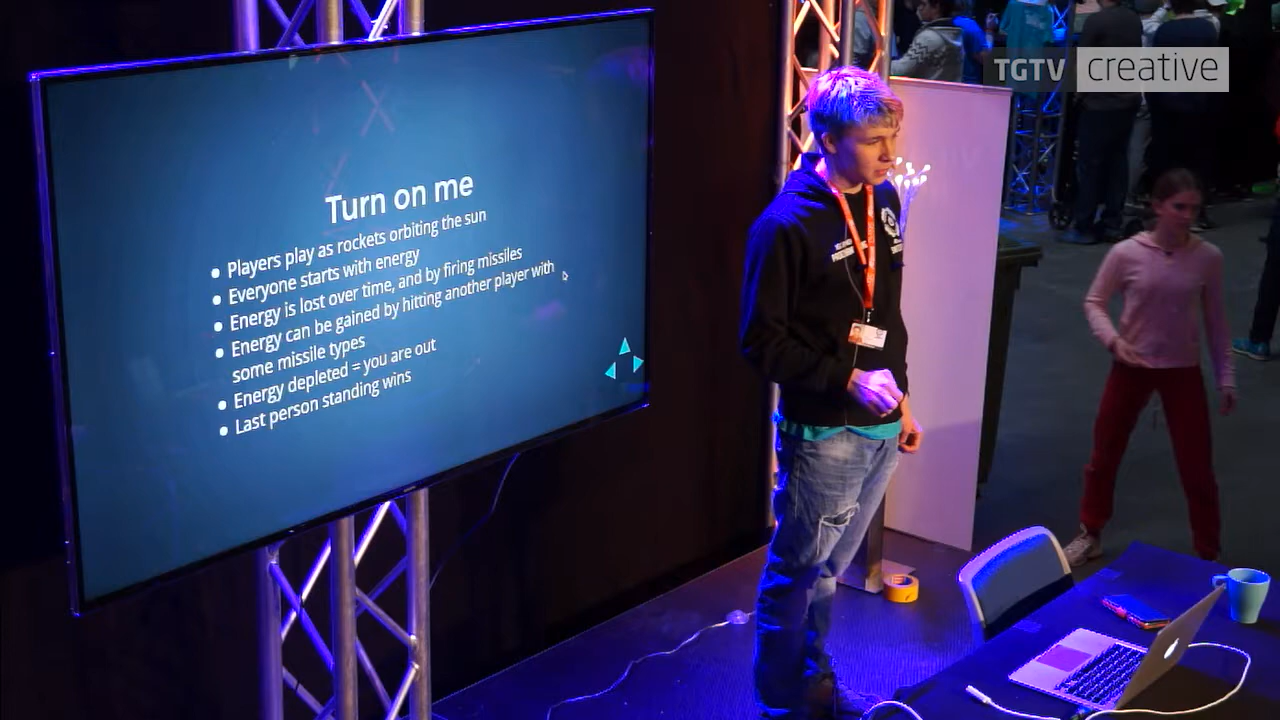 TGTV creative
Turn on me
Players play as rockets orbiting the sun
Everyone starts with energy
Energy is lost over time, and by firing missiles
Energy can be gained by hitting another player with
some missile types
Energy depleted = you are out
Last person standing wins